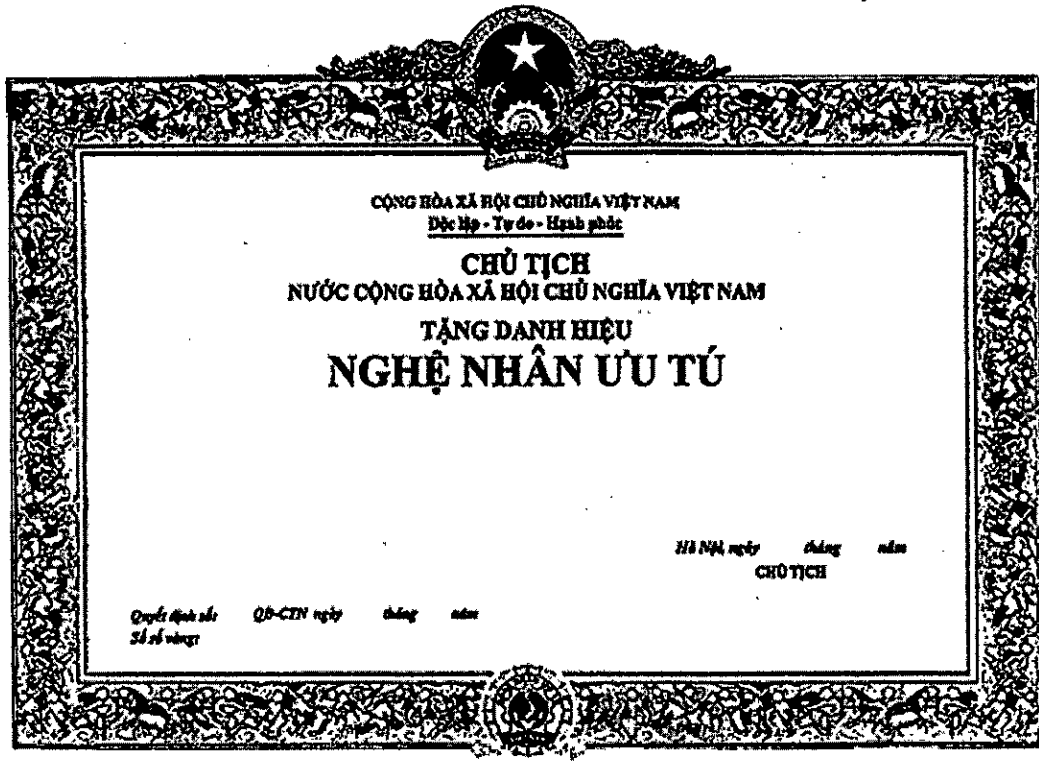 CỘNG HÒA XÃ HỘI CHỦ NGHĨA VIỆT NAM
Độc lập - Tự do - Hạnh phúc
CHỦ TỊCH
NƯỚC CỘNG HÒA XÃ HỘI CHỦ NGHĨA VIỆT NAM
TẶNG DANH HIỆU
NGHỆ NHÂN ƯU TÚ
Hà Nội, ngày tháng năm
CHỦ TỊCH
Quyết định số: QĐ-CTN ngày tháng năm
Số sổ vàng: